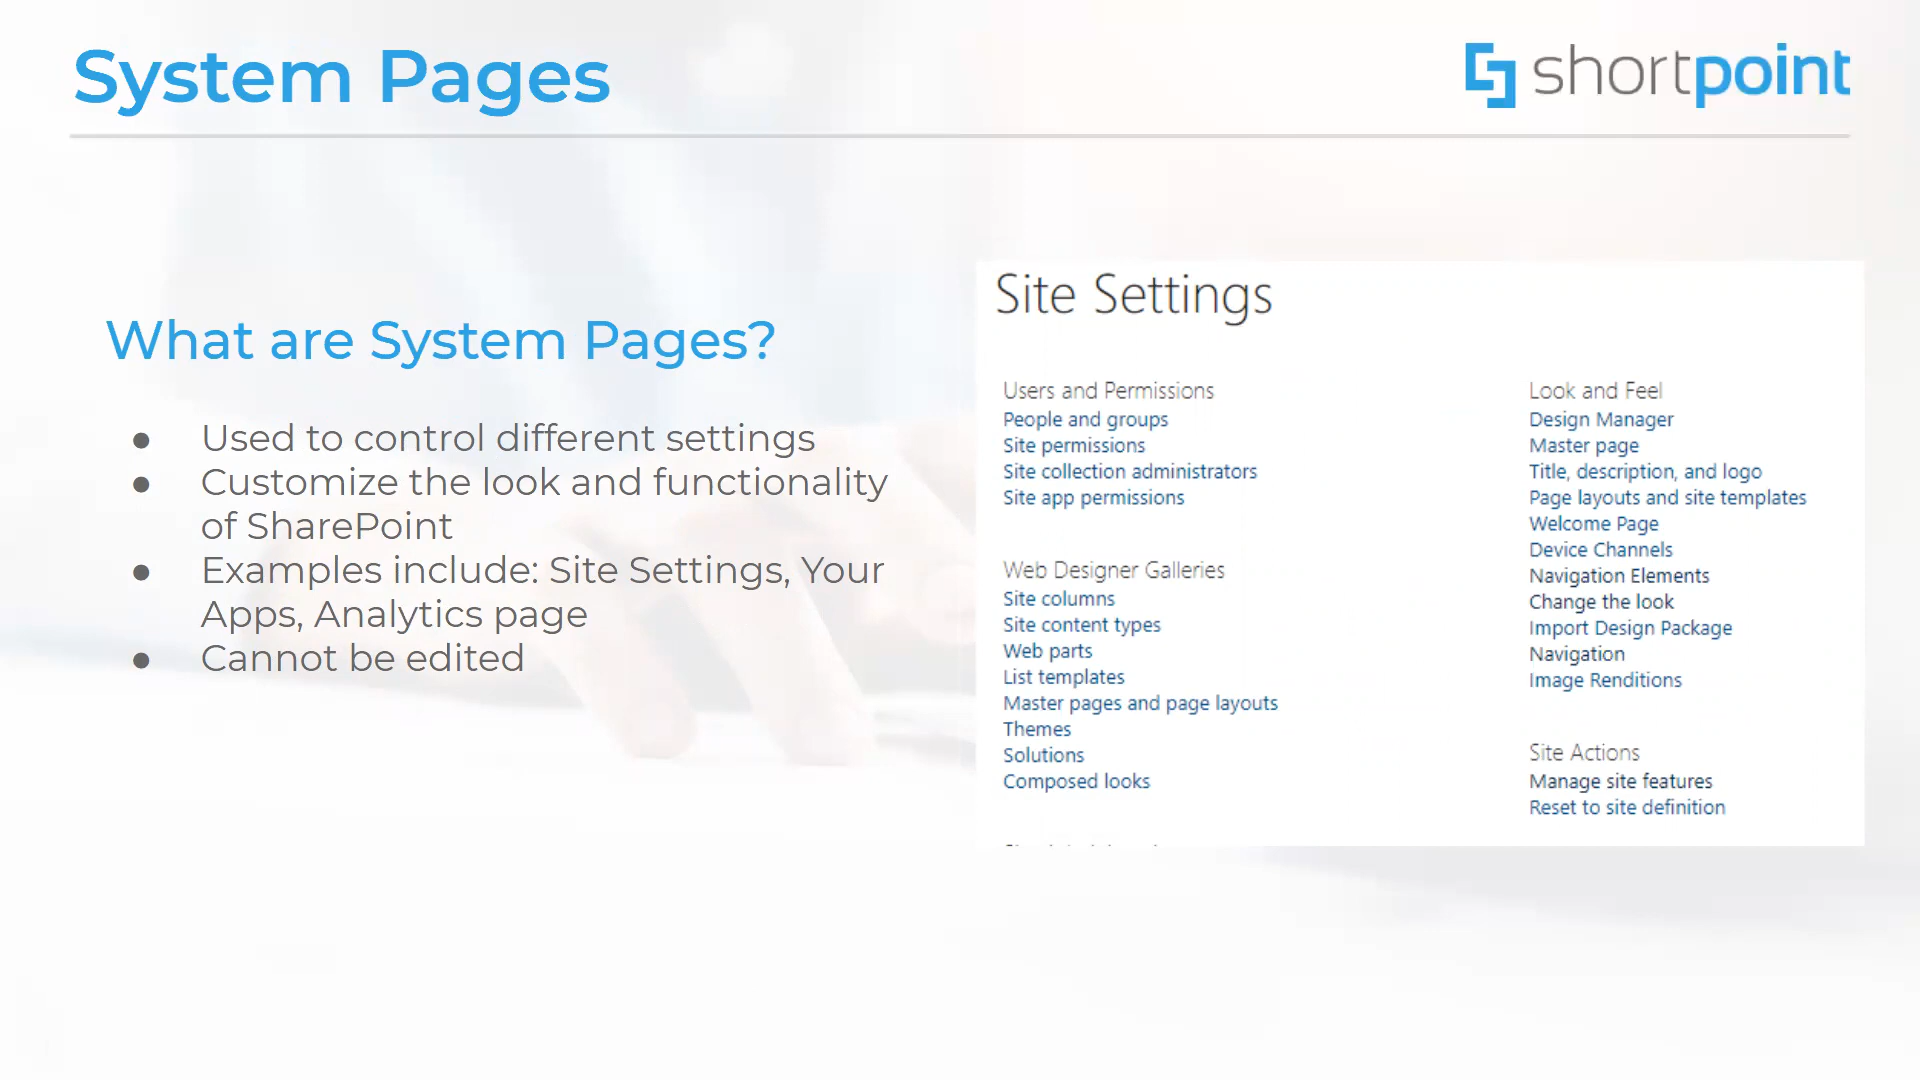 System Pages
shortpoint
What are System Pages?
● Used to control different settings
● Customize the look and functionality
of SharePoint
● Examples include: Site Settings, Your
Apps, Analytics page
● Cannot be edited
Site Settings
Users and Permissions
People and groups
Site permissions
Site collection administrators
Site app permissions
Web Designer Galleries
Site columns
Site content types
Web parts
List templates
Master pages and page layouts
Themes
Solutions
Composed looks
Look and Feel
Design Manager
Master page
Title, description, and logo
Page layouts and site templates
Welcome Page
Device Channels
Navigation Elements
Change the look
Import Design Package
Navigation
Image Renditions
Site Actions
Manage site features
Reset to site definition